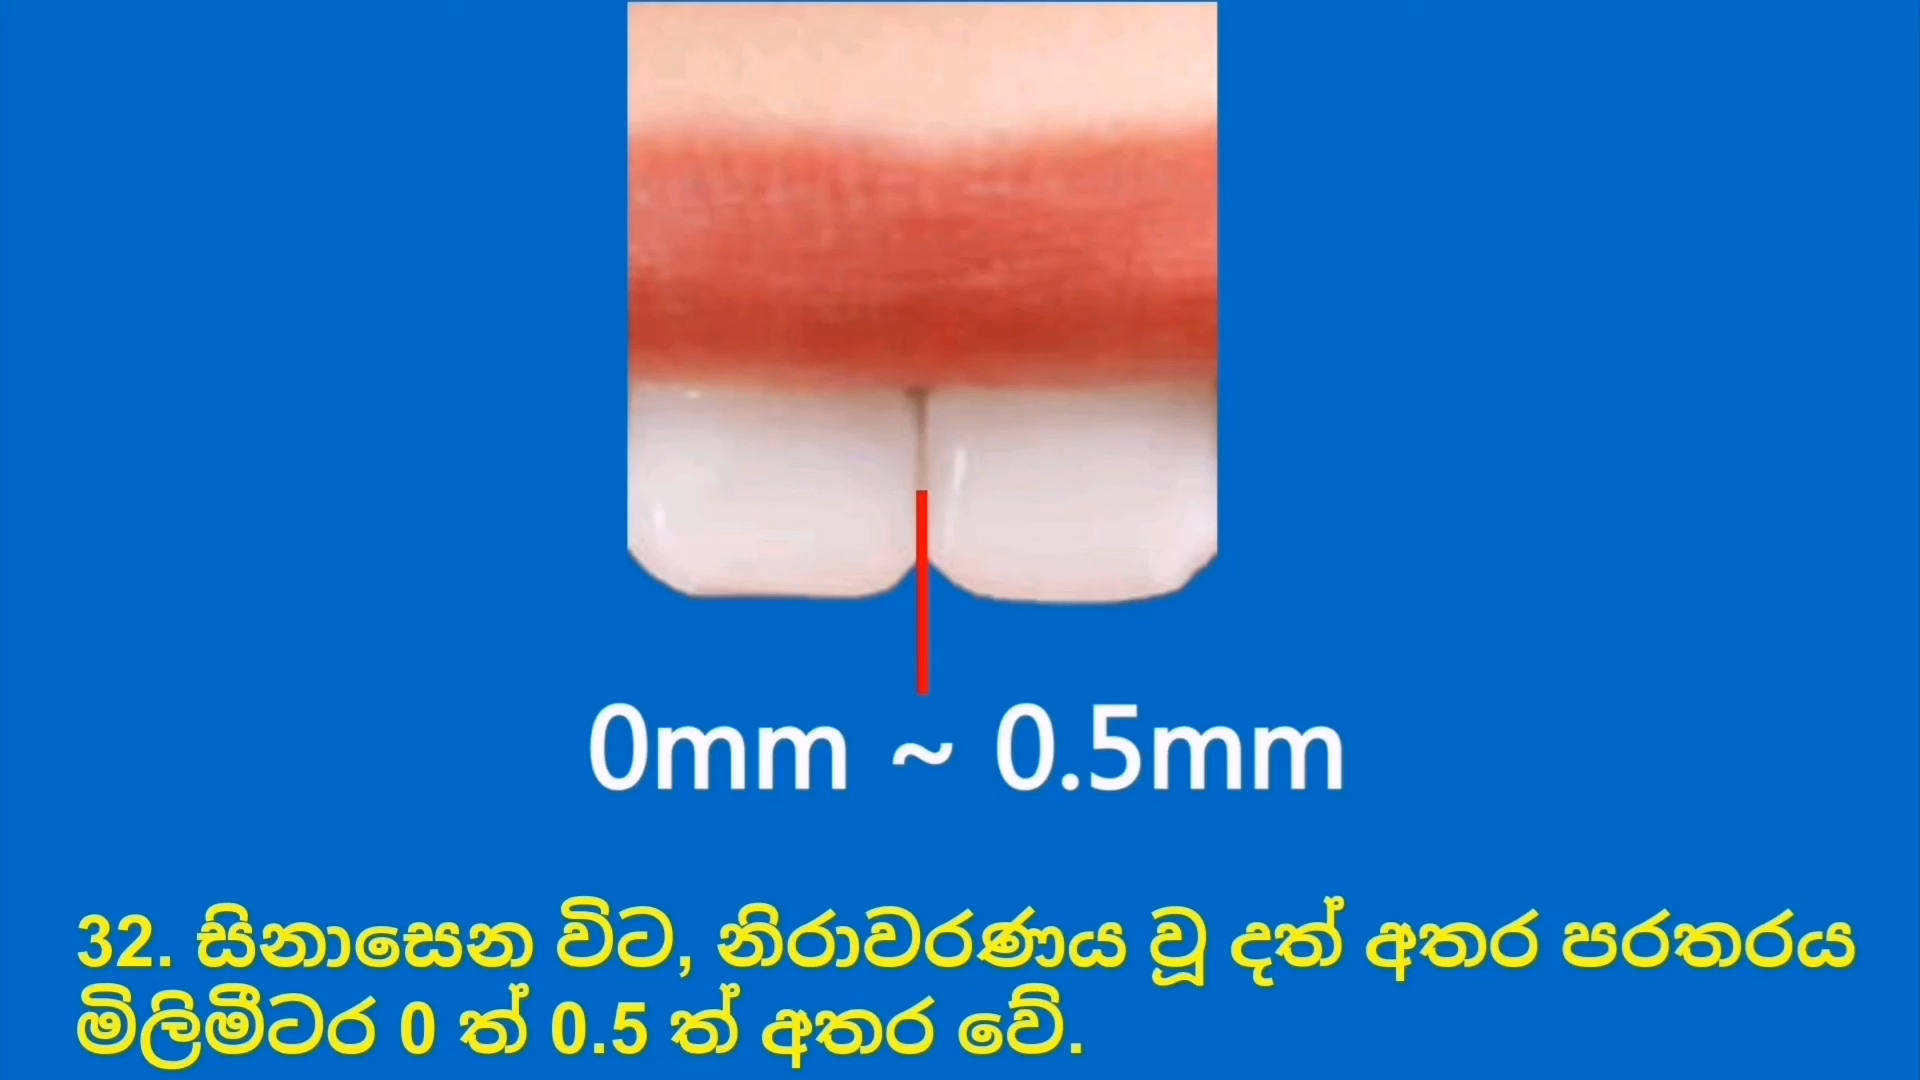 0mm ~ 0.5mm
32. සිනාසෙන විට, නිරාවරණය වූ දත් අතර පරතරය
මිලිමීටර 0 ත් 0.5 ත් අතර වේ.